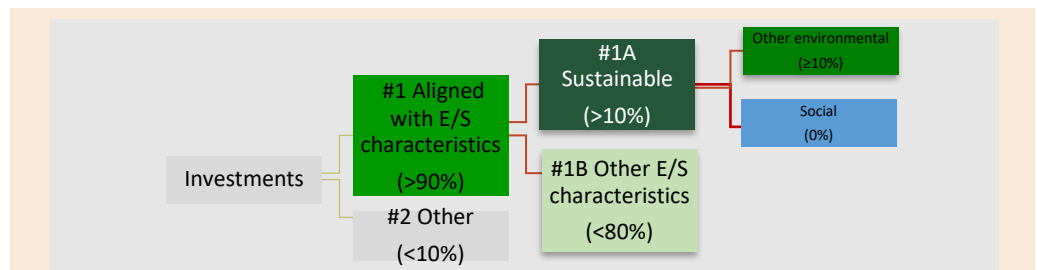 Investments
#1 Aligned
with E/S
characteristics
(>90%)
#2 Other
(<10%)
#1A
Sustainable
(>10%)
#1B Other E/S
characteristics
(<80%)
Other environmental
(≥10%)
Social
(0%)